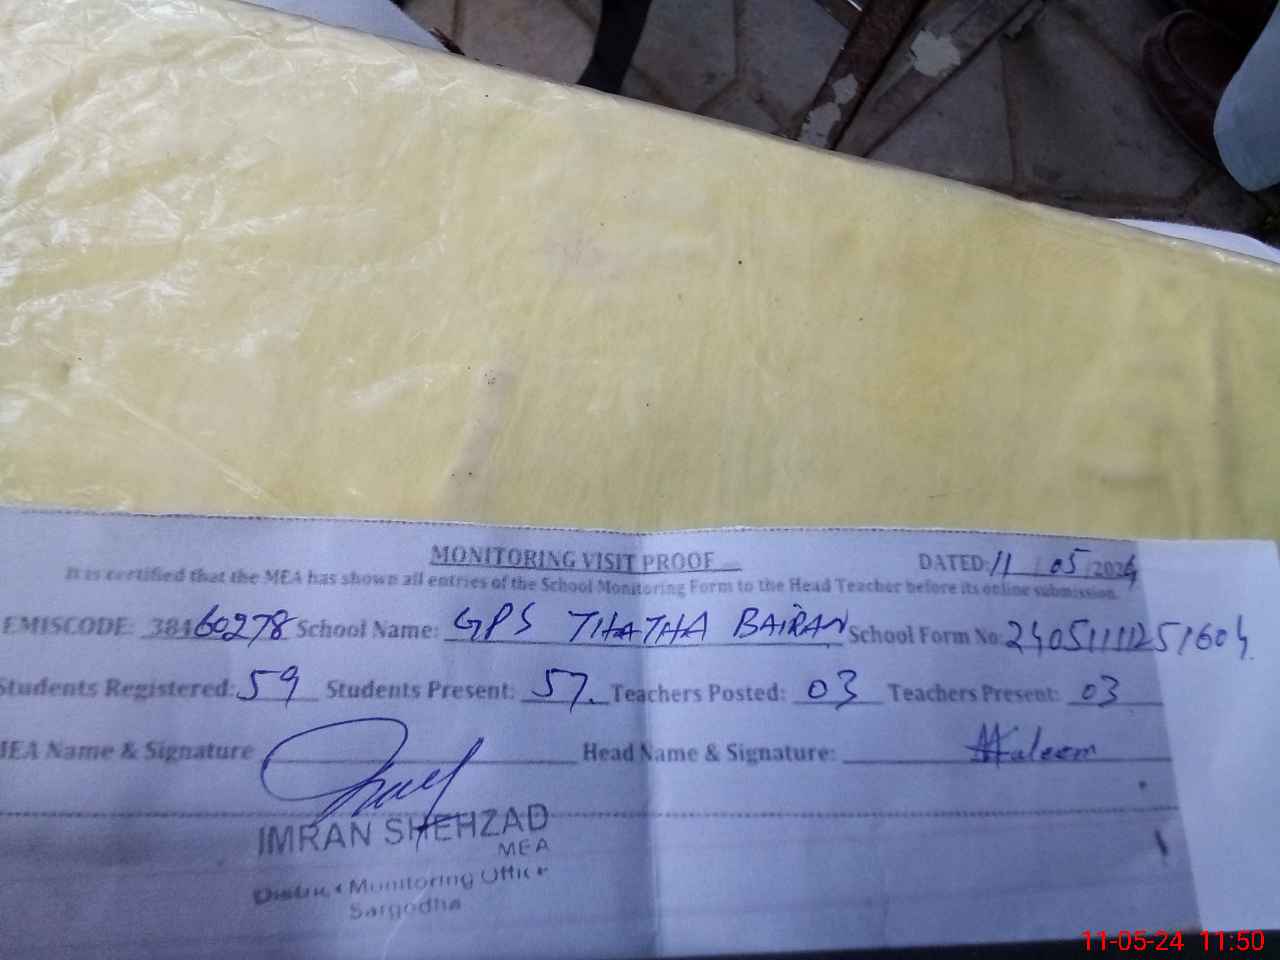 MONITORING VISIT PROOF
DATED: 11/05/2024
It is certified that the MEA has shown all entries of the School Monitoring Form to the Head Teacher before its online submission.
EMISCODE: 38460278 School Name: GPS THATHA BAIRAN School Form No: 24051111251604
Students Registered: 59 Students Present: 57 Teachers Posted: 03 Teachers Present: 03
MEA Name & Signature Head Name & Signature: Kaleem
IMRAN SHEHZAD
MEA
District Monitoring Office
Sargodha
11-05-24 11:50